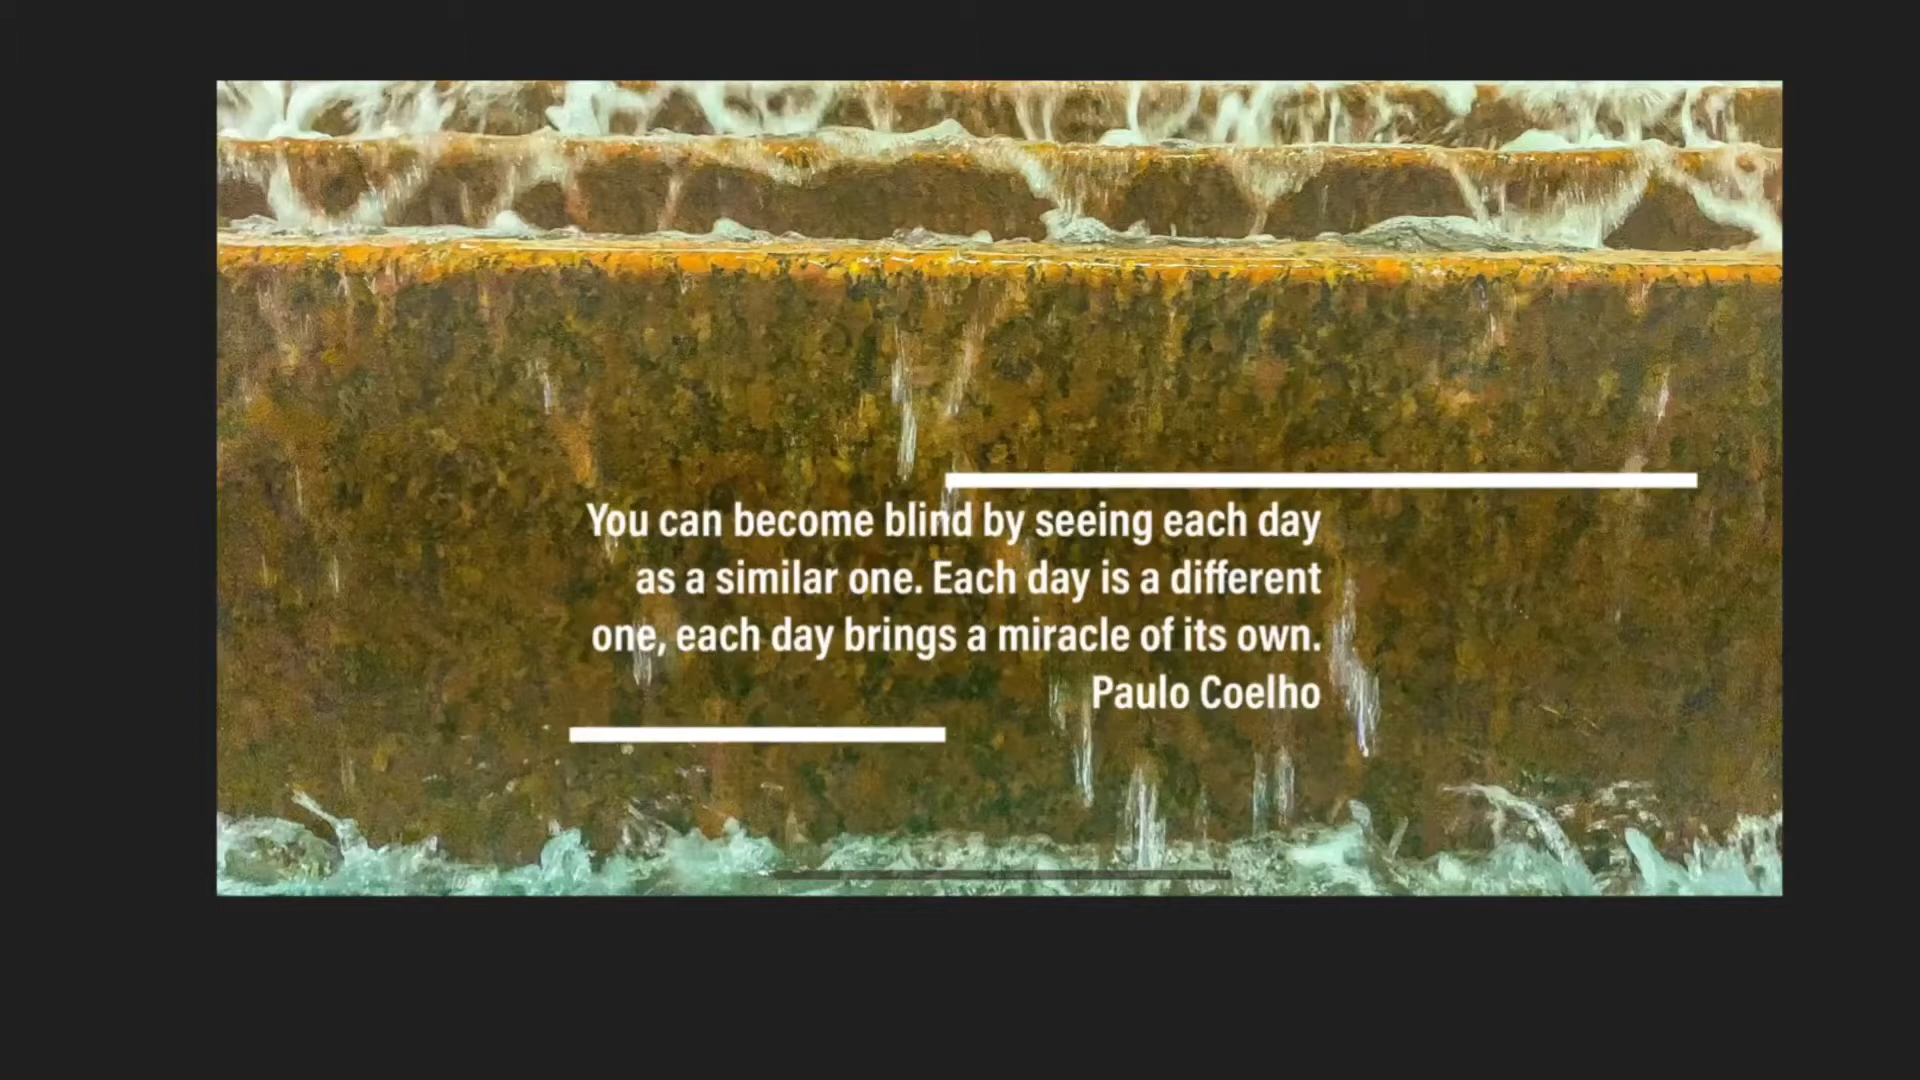 You can become blind by seeing each day
as a similar one. Each day is a different
one, each day brings a miracle of its own.
Paulo Coelho